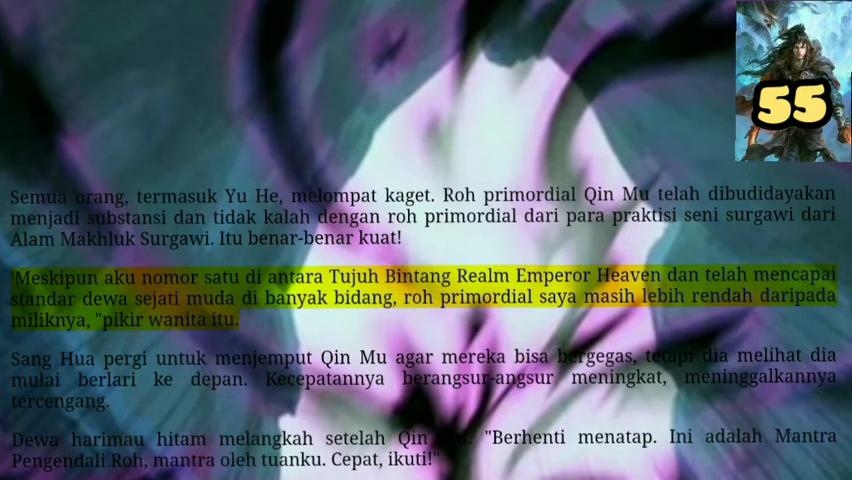 55
Semua orang, termasuk Yu He, melompat kaget. Roh primordial Qin Mu telah dibudidayakan
menjadi substansi dan tidak kalah dengan roh primordial dari para praktisi seni surgawi dari
Alam Makhluk Surgawi. Itu benar-benar kuat!
'Meskipun aku nomor satu di antara Tujuh Bintang Realm Emperor Heaven dan telah mencapai
standar dewa sejati muda di banyak bidang, roh primordial saya masih lebih rendah daripada
miliknya, "pikir wanita itu.
Sang Hua pergi untuk menjemput Qin Mu agar mereka bisa bergegas, tetapi dia melihat dia
mulai berlari ke depan. Kecepatannya berangsur-angsur meningkat, meninggalkannya
tercengang.
Dewa harimau hitam melangkah setelah Qin "Berhenti menatap. Ini adalah Mantra
Pengendali Roh, mantra oleh tuanku. Cepat, ikuti!"